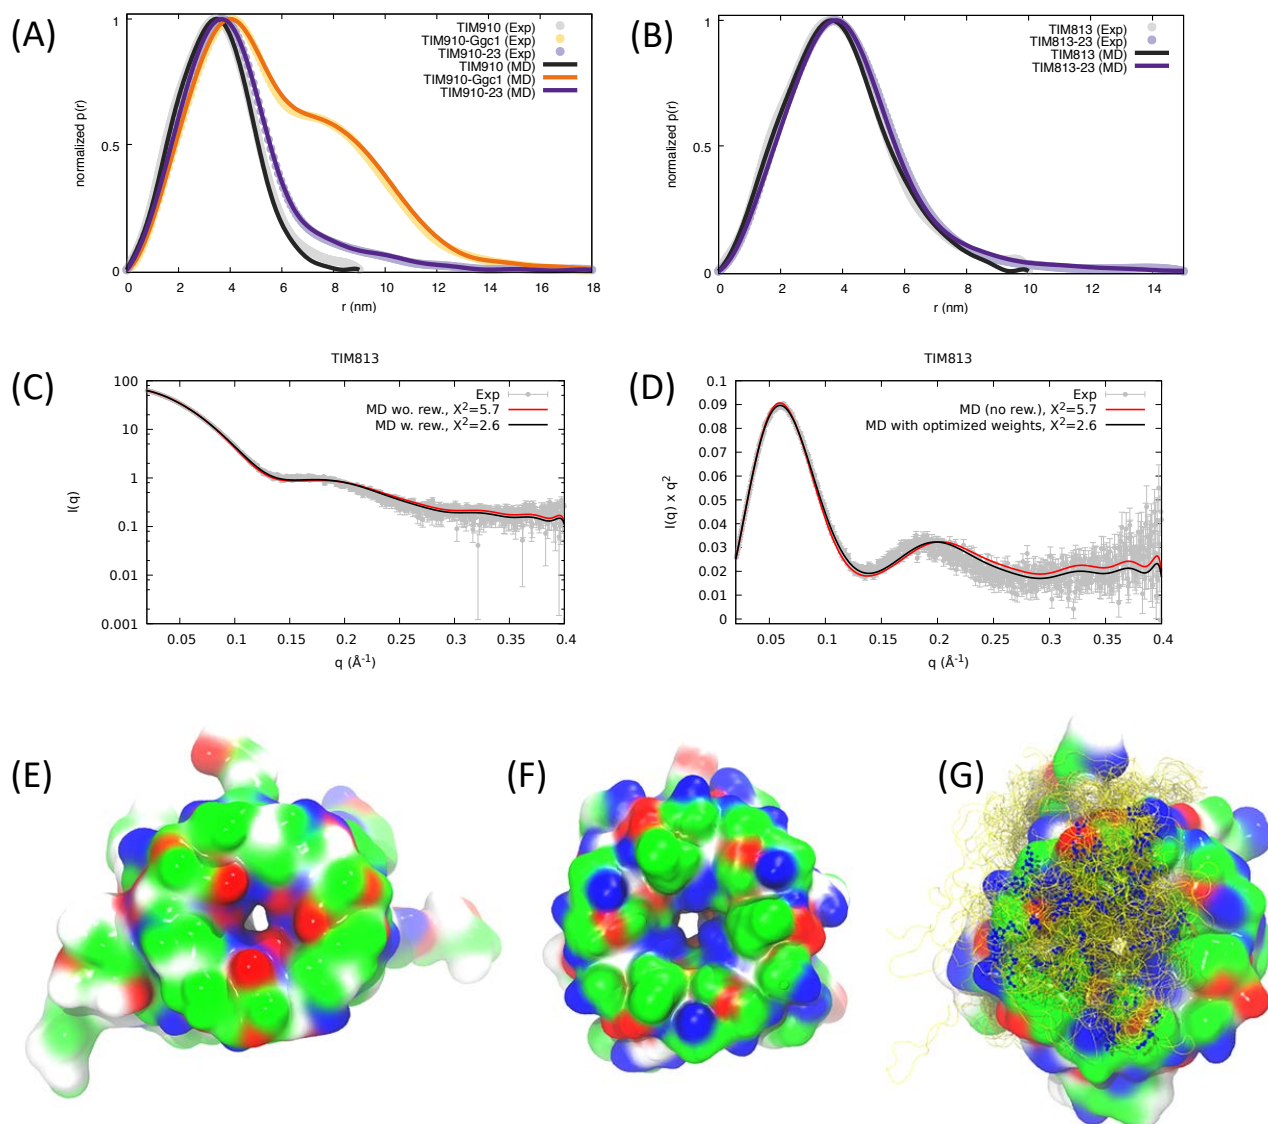 (A)
normalized p(r)
1
0.5
0
TIM910 (Exp)
TIM910-Ggc1 (Exp)
TIM910-23 (Exp)
TIM910 (MD)
TIM910-Ggc1 (MD)
TIM910-23 (MD)
0 2 4 6 8 10 12 14 16 18
r (nm)
(B)
normalized p(r)
1
0.5
0
TIM813 (Exp)
TIM813-23 (Exp)
TIM813 (MD)
TIM813-23 (MD)
0 2 4 6 8 10 12 14
r (nm)
(C)
TIM813
I(q)
100
10
1
0.1
0.01
0.001
Exp
MD wo. rew., X²=5.7
MD w. rew., X²=2.6
0.05 0.1 0.15 0.2 0.25 0.3 0.35 0.4
q (Å⁻¹)
(D)
TIM813
I(q) x q²
0.1
0.09
0.08
0.07
0.06
0.05
0.04
0.03
0.02
0.01
0
Exp
MD (no rew.), X²=5.7
MD with optimized weights, X²=2.6
0.05 0.1 0.15 0.2 0.25 0.3 0.35 0.4
q (Å⁻¹)
(E)
(F)
(G)